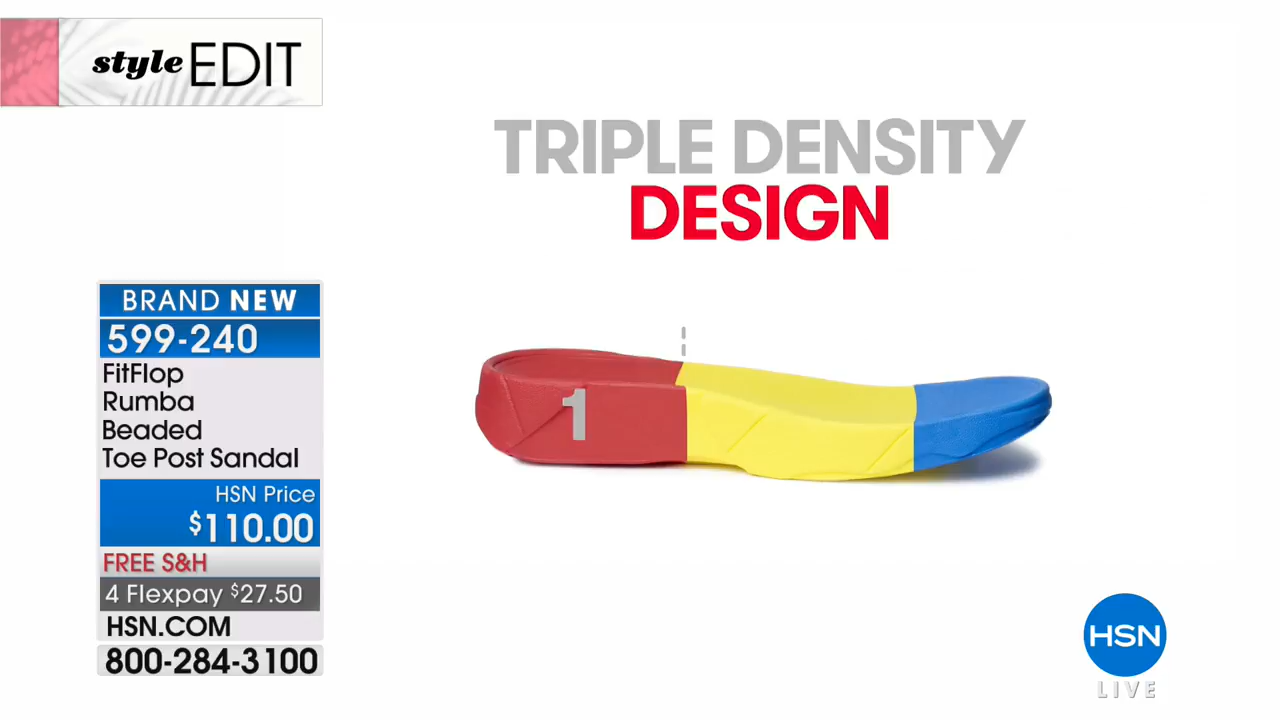 style EDIT
TRIPLE DENSITY
DESIGN
1
BRAND NEW
599-240
FitFlop
Rumba
Beaded
Toe Post Sandal
HSN Price
$110.00
FREE S&H
4 Flexpay $27.50
HSN.COM
800-284-3100
HSN
LIVE